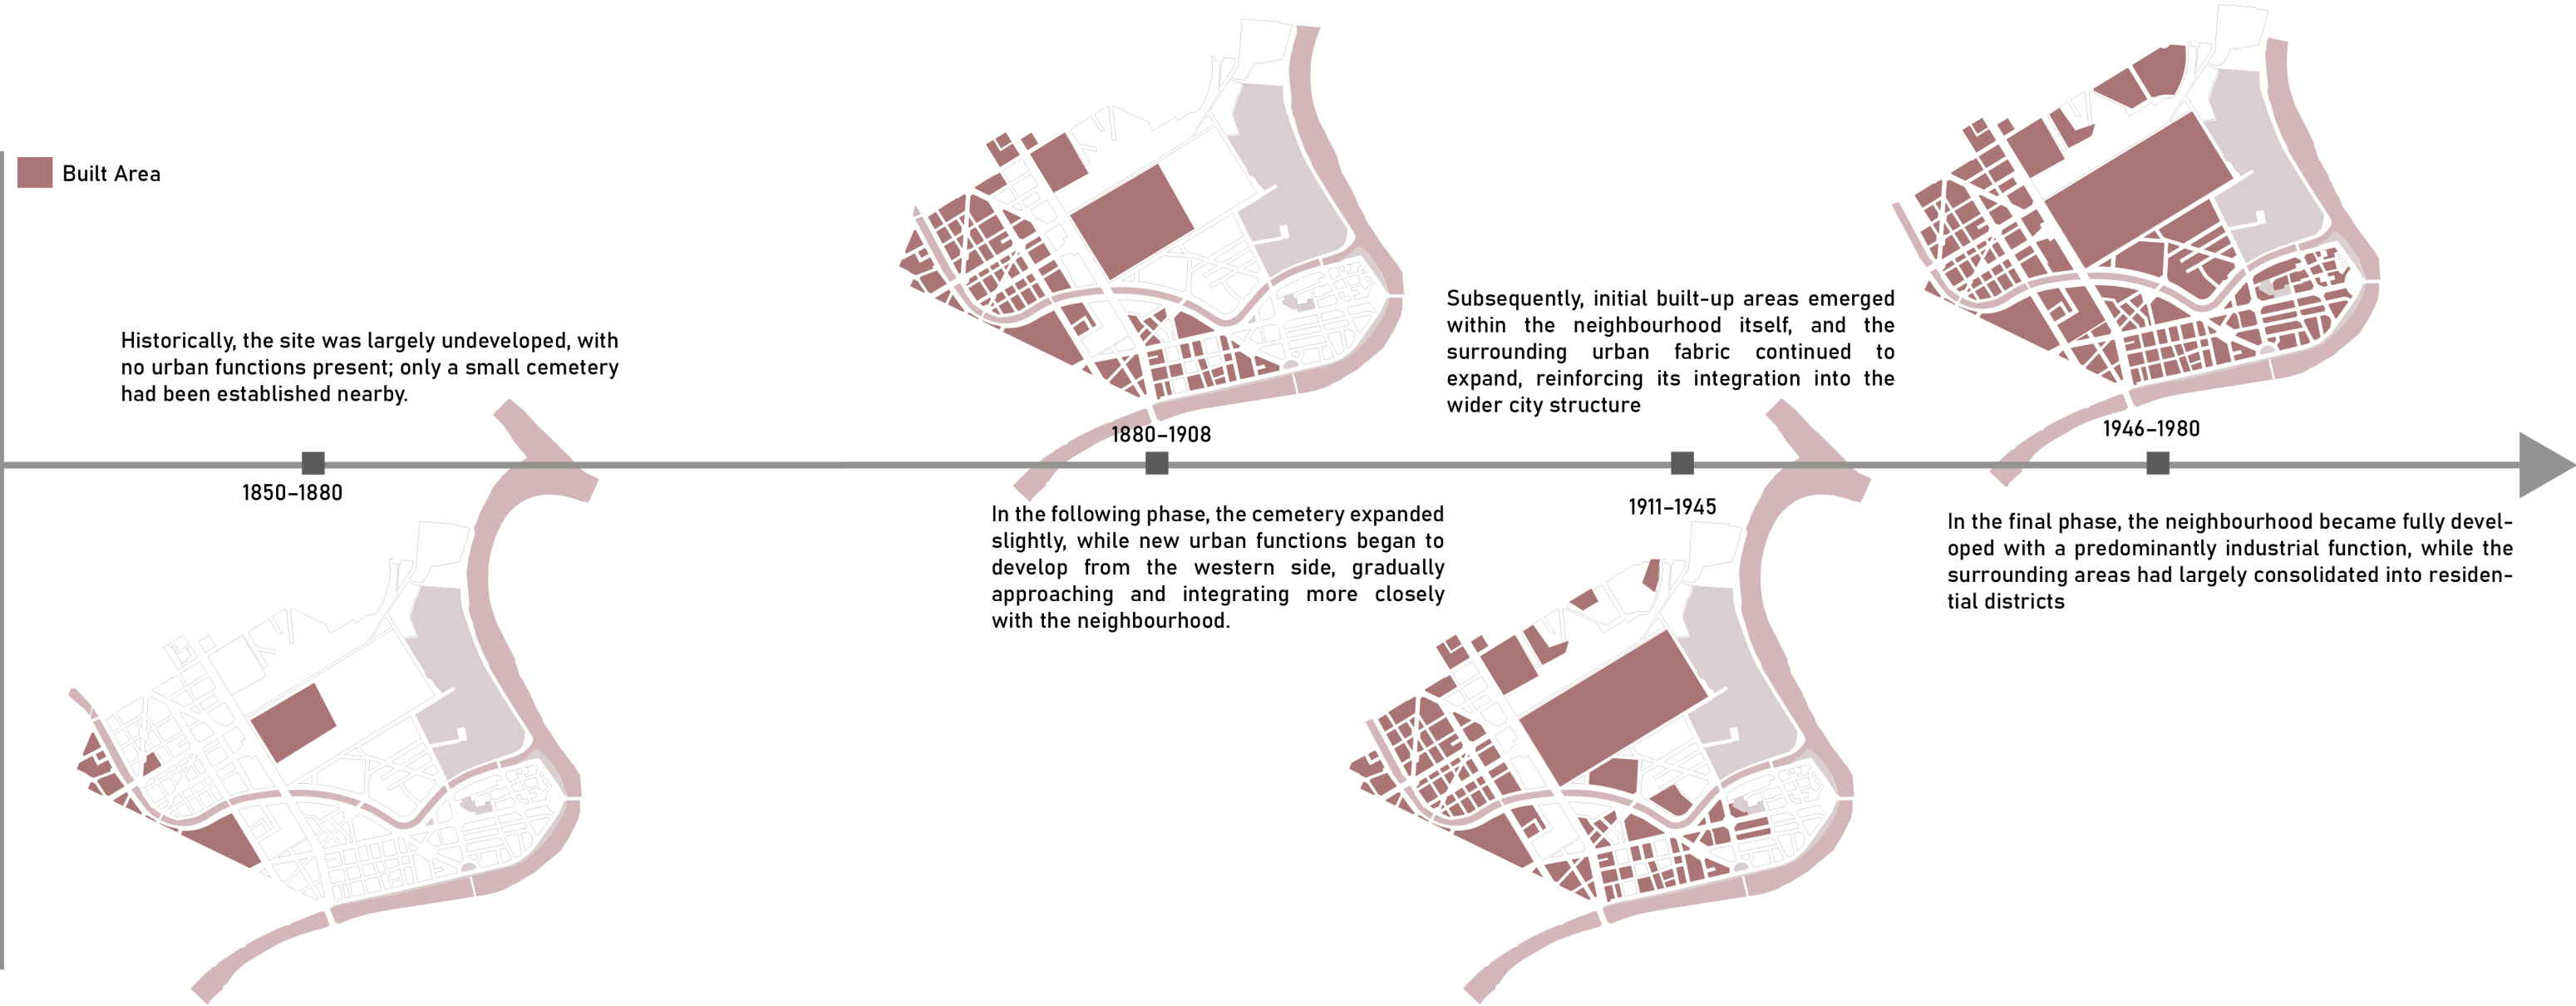 Built Area
Historically, the site was largely undeveloped, with
no urban functions present; only a small cemetery
had been established nearby.
1850–1880
1880–1908
In the following phase, the cemetery expanded
slightly, while new urban functions began to
develop from the western side, gradually
approaching and integrating more closely
with the neighbourhood.
Subsequently, initial built-up areas emerged
within the neighbourhood itself, and the
surrounding urban fabric continued to
expand, reinforcing its integration into the
wider city structure
1911–1945
1946–1980
In the final phase, the neighbourhood became fully devel-
oped with a predominantly industrial function, while the
surrounding areas had largely consolidated into residen-
tial districts